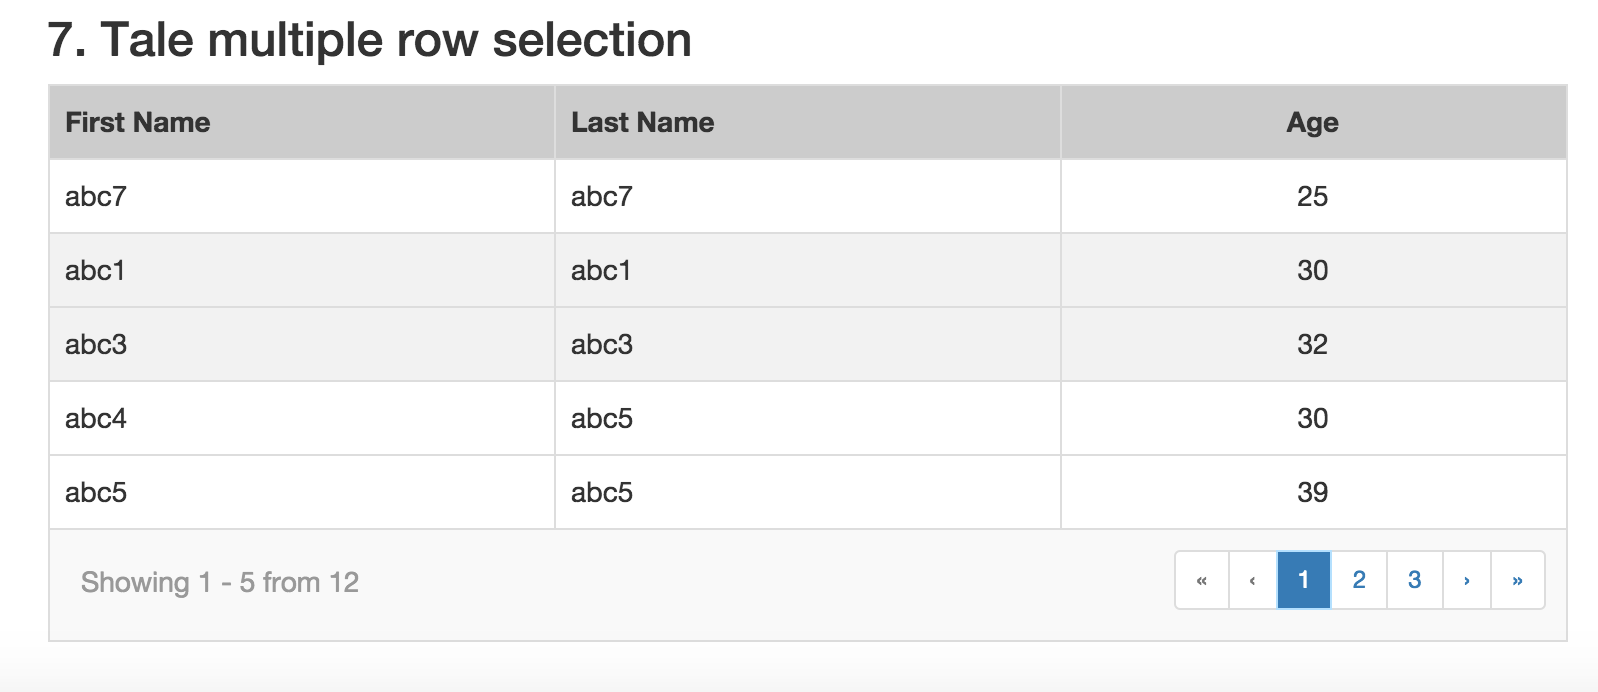 7. Tale multiple row selection
First Name Last Name Age
abc7 abc7 25
abc1 abc1 30
abc3 abc3 32
abc4 abc5 30
abc5 abc5 39
Showing 1 - 5 from 12 « ‹ 1 2 3 › »